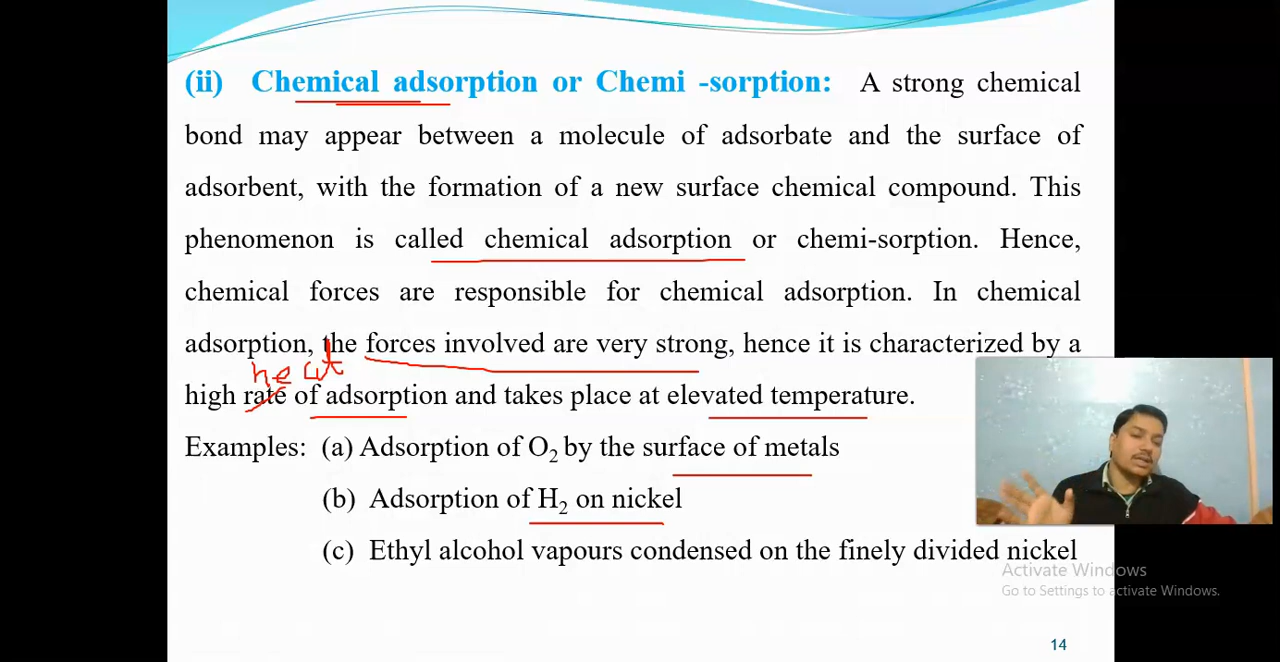 (ii) Chemical adsorption or Chemi -sorption: A strong chemical
bond may appear between a molecule of adsorbate and the surface of
adsorbent, with the formation of a new surface chemical compound. This
phenomenon is called chemical adsorption or chemi-sorption. Hence,
chemical forces are responsible for chemical adsorption. In chemical
adsorption, the forces involved are very strong, hence it is characterized by a
heat
high rate of adsorption and takes place at elevated temperature.
Examples: (a) Adsorption of O2 by the surface of metals
(b) Adsorption of H2 on nickel
(c) Ethyl alcohol vapours condensed on the finely divided nickel
Activate Windows
Go to Settings to activate Windows.
14